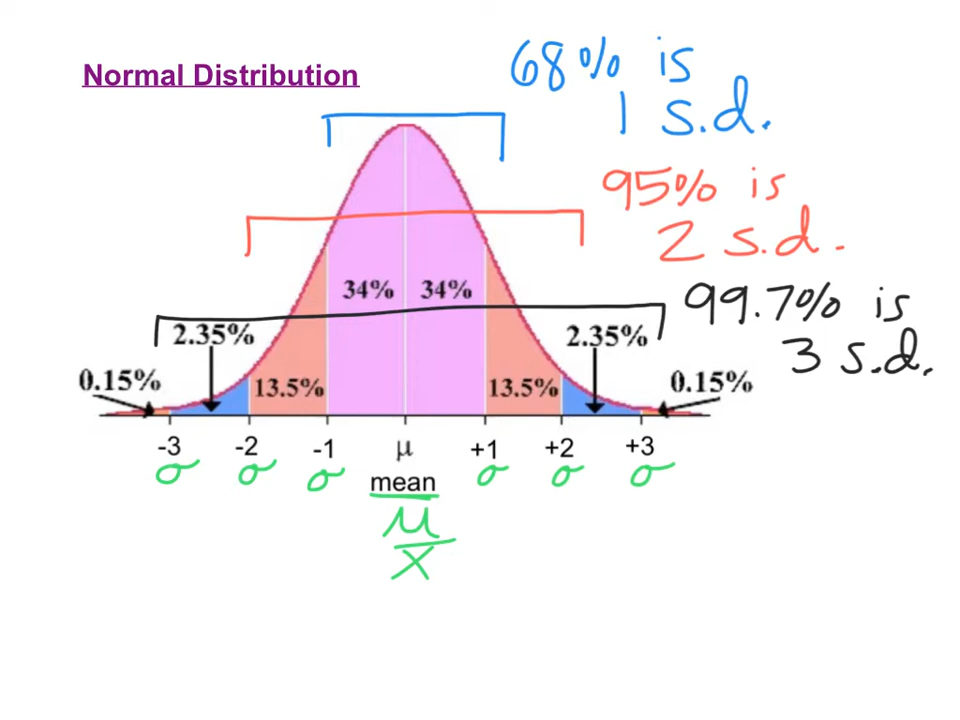 Normal Distribution
68% is
1 s.d.
95% is
2 s.d.
99.7% is
3 s.d.
34% 34%
2.35% 2.35%
0.15% 13.5% 13.5% 0.15%
-3 -2 -1 μ +1 +2 +3
σ σ σ mean σ σ σ
μ
x̄